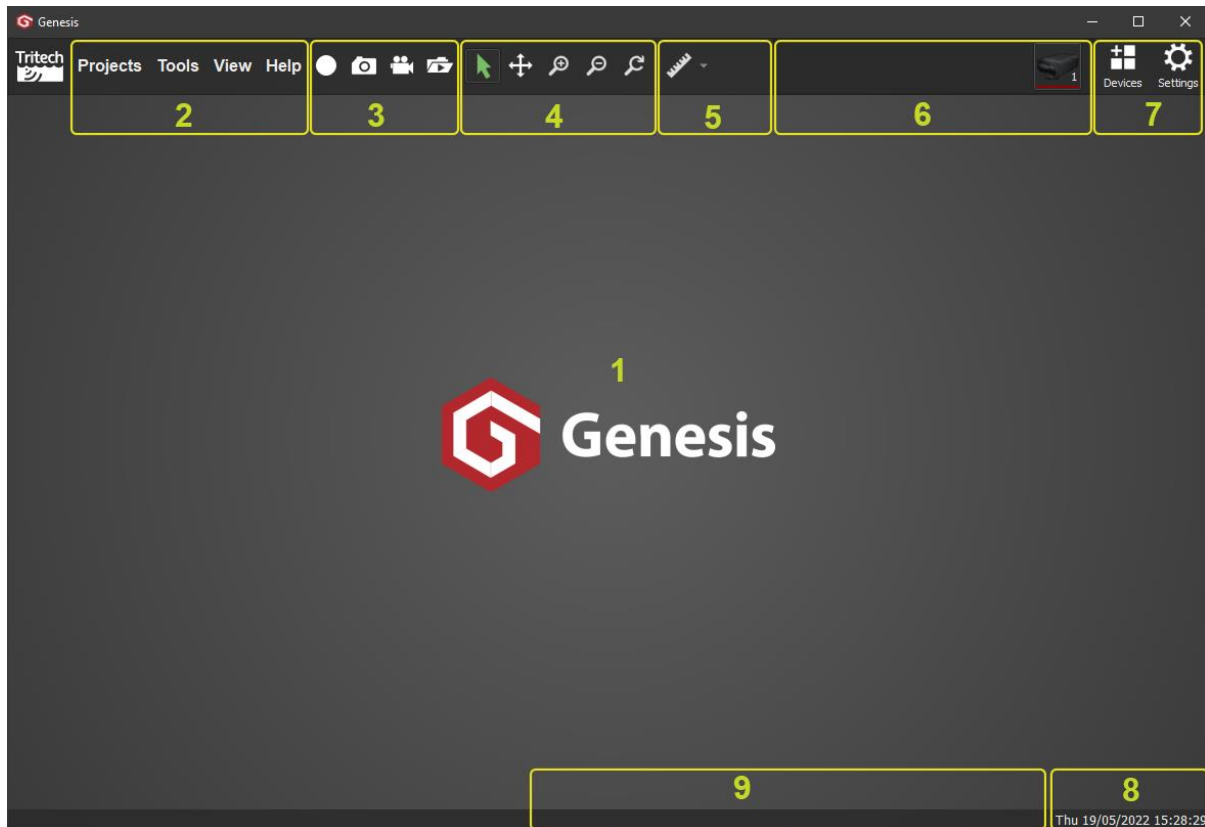 Genesis
Tritech
Projects Tools View Help
1
Devices Settings
2 3 4 5 6 7
1
Genesis
9 8
Thu 19/05/2022 15:28:29